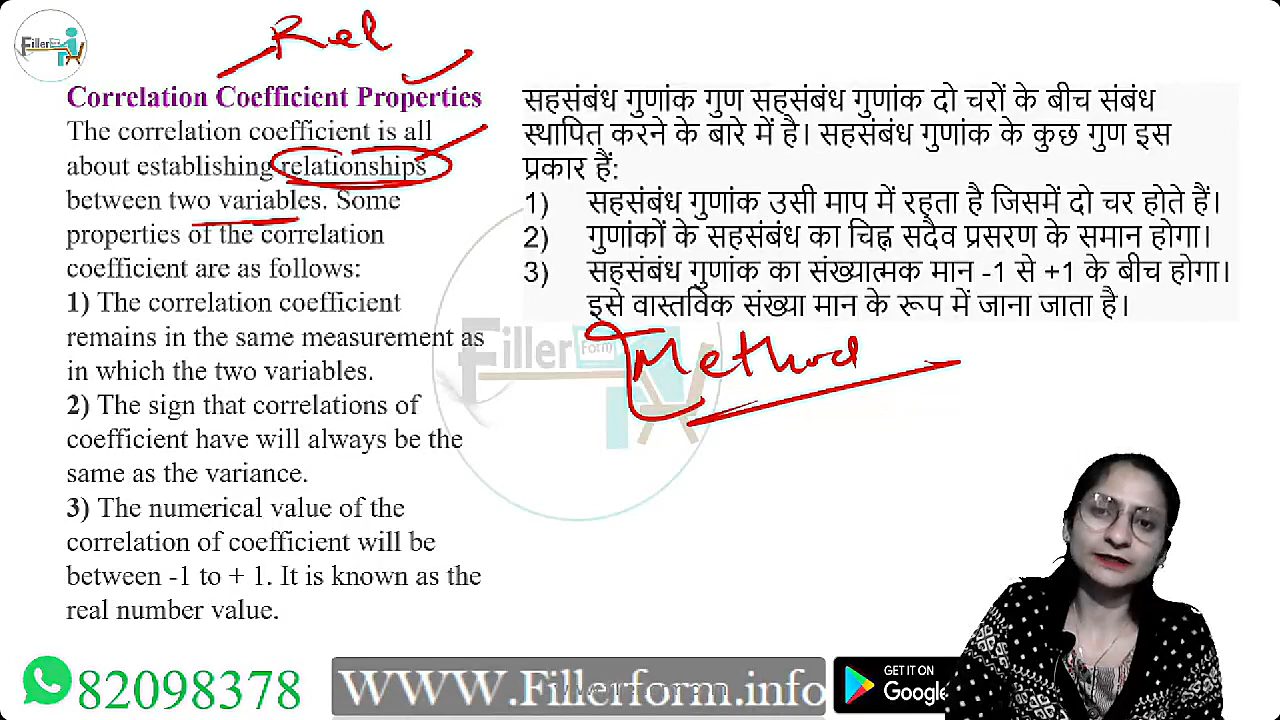 Filler Form
Rel
Correlation Coefficient Properties
The correlation coefficient is all
about establishing relationships
between two variables. Some
properties of the correlation
coefficient are as follows:
1) The correlation coefficient
remains in the same measurement as
in which the two variables.
2) The sign that correlations of
coefficient have will always be the
same as the variance.
3) The numerical value of the
correlation of coefficient will be
between -1 to + 1. It is known as the
real number value.
सहसंबंध गुणांक गुण सहसंबंध गुणांक दो चरों के बीच संबंध
स्थापित करने के बारे में है। सहसंबंध गुणांक के कुछ गुण इस
प्रकार हैं:
1) सहसंबंध गुणांक उसी माप में रहता है जिसमें दो चर होते हैं।
2) गुणांकों के सहसंबंध का चिह्न सदैव प्रसरण के समान होगा।
3) सहसंबंध गुणांक का संख्यात्मक मान -1 से +1 के बीच होगा।
इसे वास्तविक संख्या मान के रूप में जाना जाता है।
Filler Form
Method
82098378
WWW.Fillerform.info
GET IT ON
Google